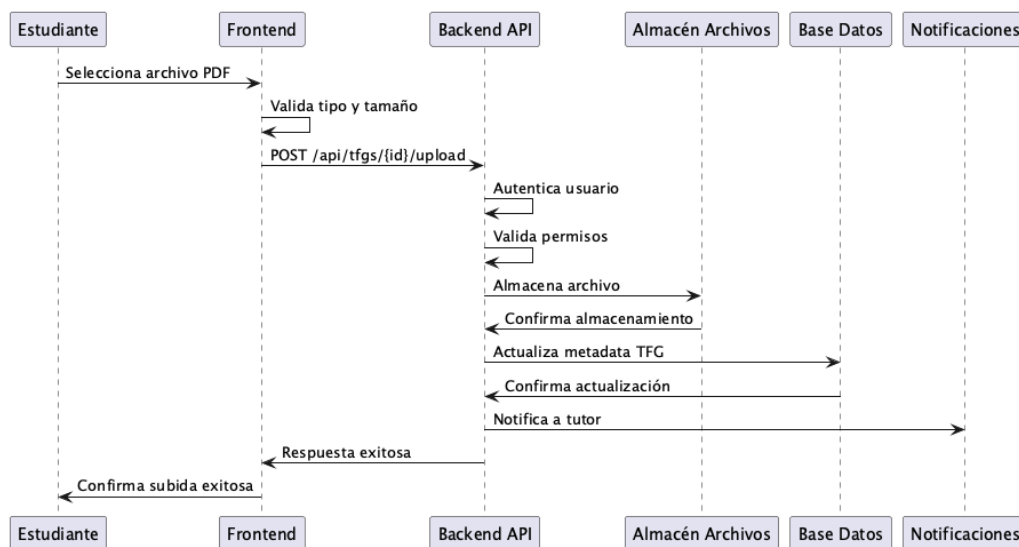 Estudiante Frontend Backend API Almacén Archivos Base Datos Notificaciones
Selecciona archivo PDF
Valida tipo y tamaño
POST /api/tfgs/{id}/upload
Autentica usuario
Valida permisos
Almacena archivo
Confirma almacenamiento
Actualiza metadata TFG
Confirma actualización
Notifica a tutor
Respuesta exitosa
Confirma subida exitosa
Estudiante Frontend Backend API Almacén Archivos Base Datos Notificaciones